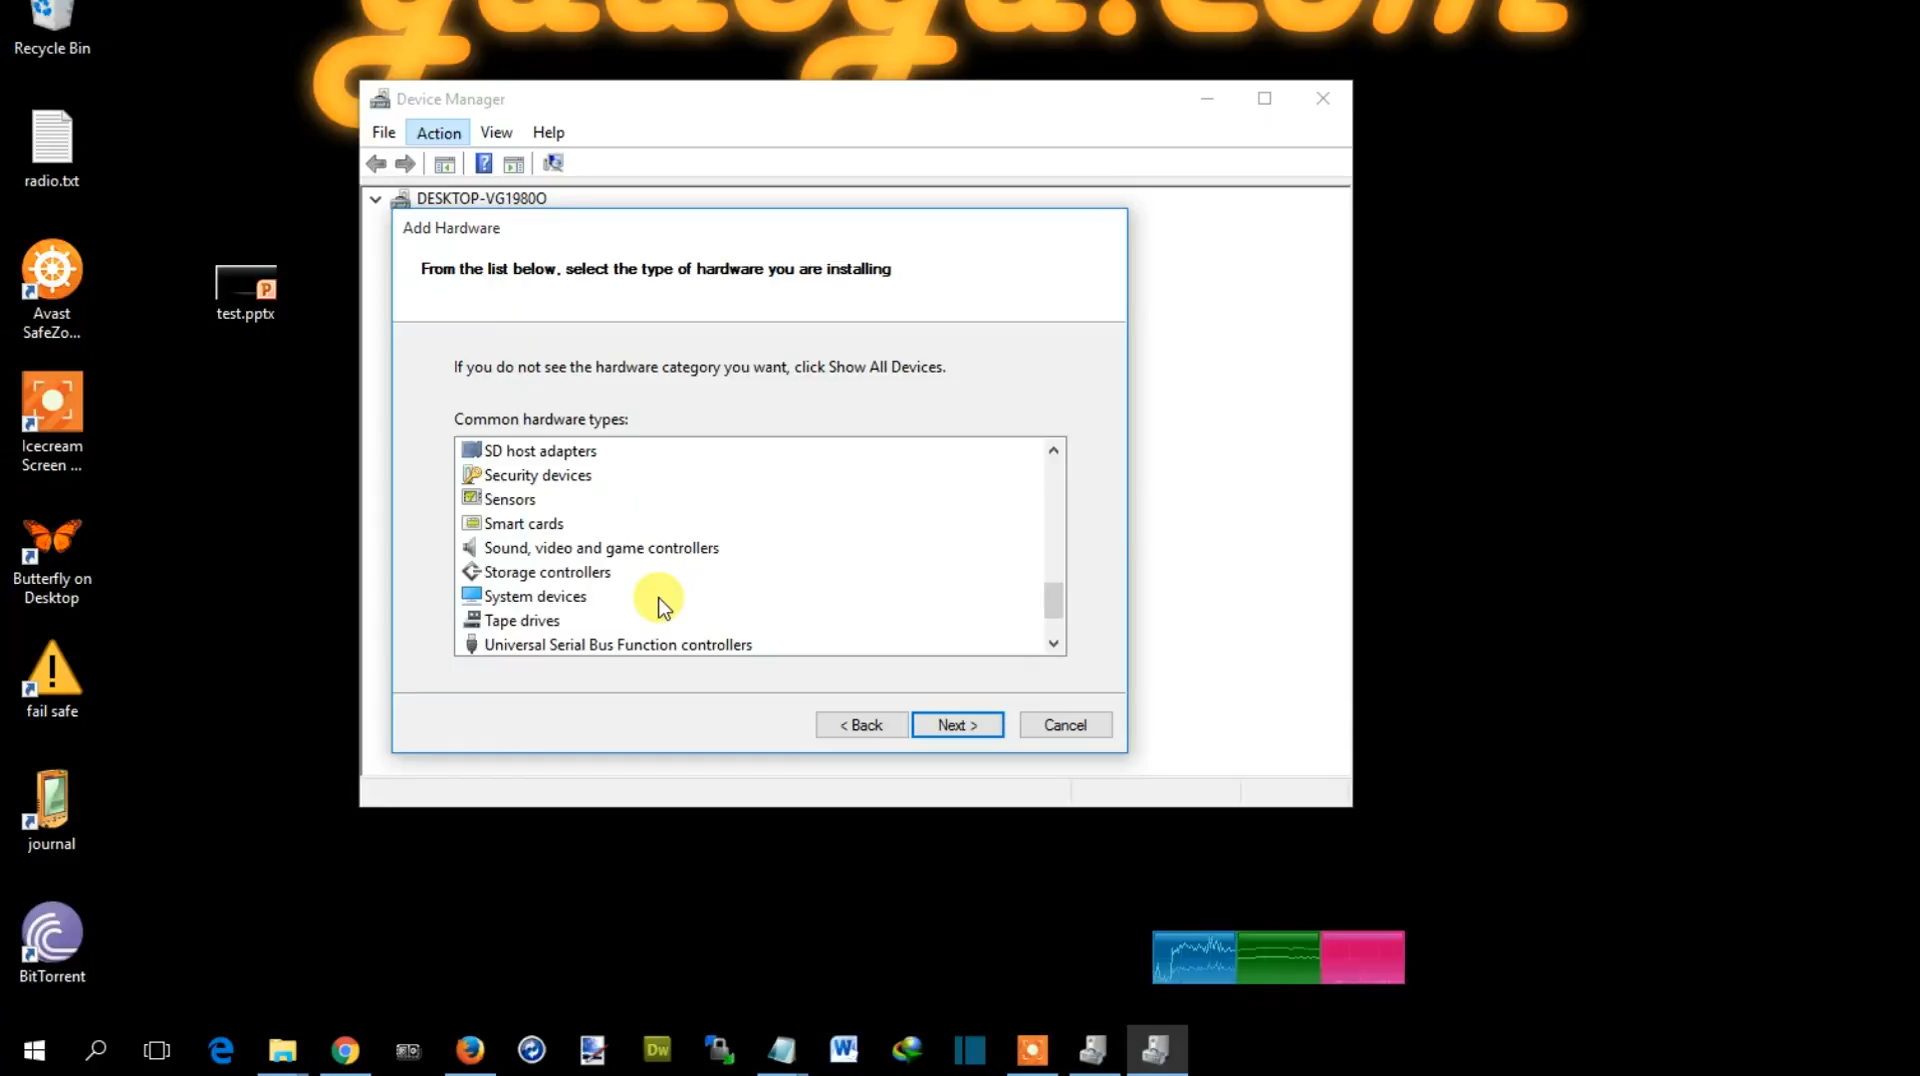 gadogd.com
Recycle Bin
radio.txt
Avast
SafeZo...
test.pptx
Icecream
Screen ...
Butterfly on
Desktop
fail safe
journal
BitTorrent
Device Manager
File Action View Help
DESKTOP-VG1980O
Add Hardware
From the list below, select the type of hardware you are installing
If you do not see the hardware category you want, click Show All Devices.
Common hardware types:
SD host adapters
Security devices
Sensors
Smart cards
Sound, video and game controllers
Storage controllers
System devices
Tape drives
Universal Serial Bus Function controllers
< Back Next > Cancel
Dw